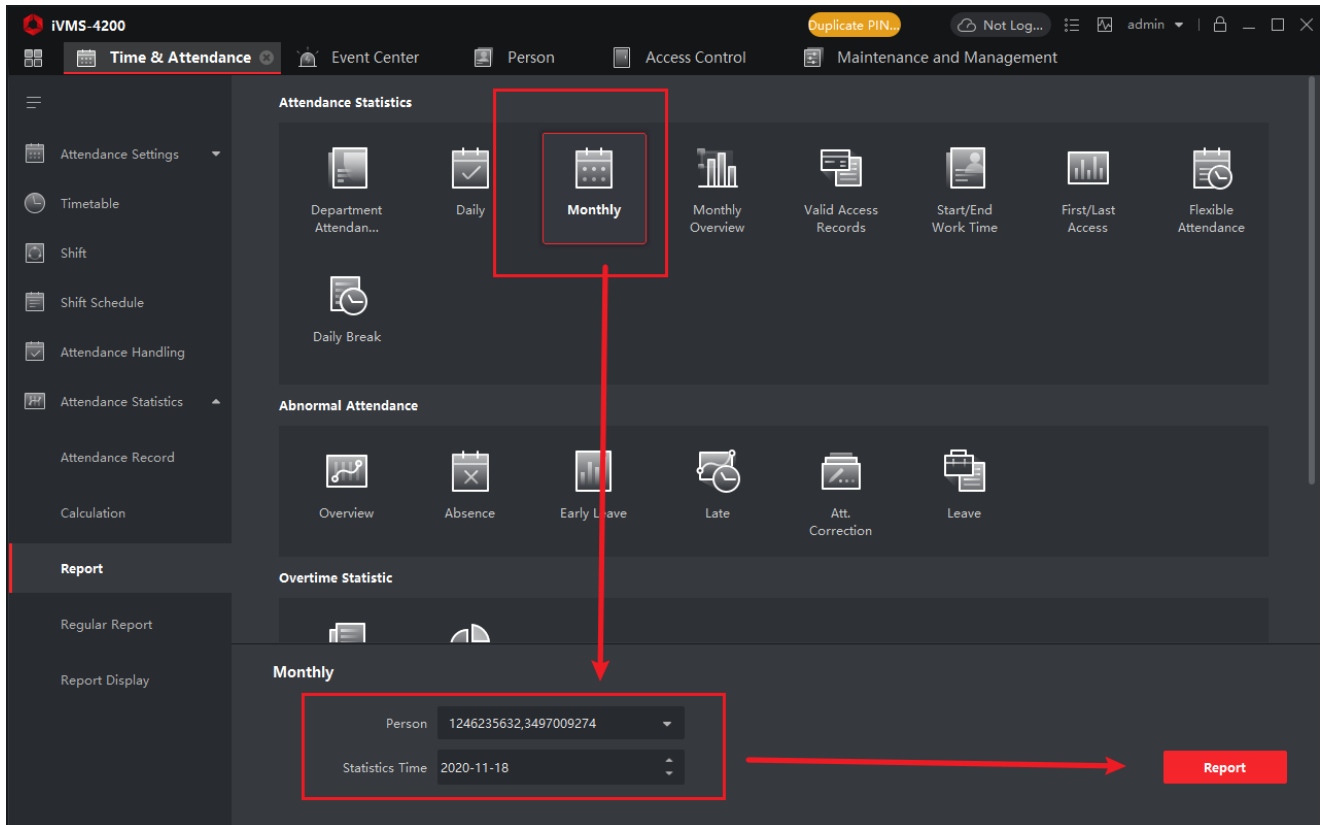 iVMS-4200
Duplicate PIN...
Not Log...
admin
Time & Attendance
Event Center
Person
Access Control
Maintenance and Management
Attendance Settings
Timetable
Shift
Shift Schedule
Attendance Handling
Attendance Statistics
Attendance Record
Calculation
Report
Regular Report
Report Display
Attendance Statistics
Department
Attendan...
Daily
Monthly
Monthly
Overview
Valid Access
Records
Start/End
Work Time
First/Last
Access
Flexible
Attendance
Daily Break
Abnormal Attendance
Overview
Absence
Early Leave
Late
Att.
Correction
Leave
Overtime Statistic
Monthly
Person
1246235632,3497009274
Statistics Time
2020-11-18
Report